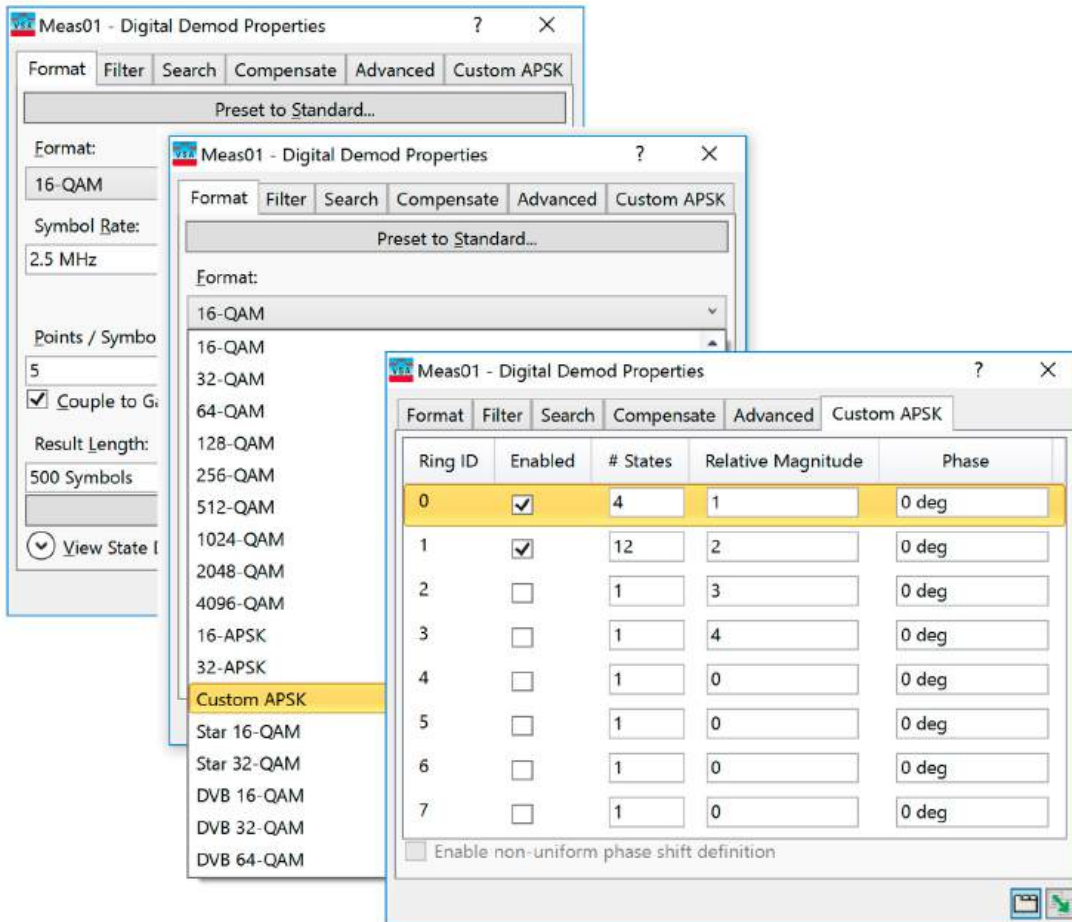 Meas01 - Digital Demod Properties ? ×
Format Filter Search Compensate Advanced Custom APSK
Preset to Standard...
Format:
16-QAM
Symbol Rate:
2.5 MHz
Points / Symbo
5
Couple to Ga
Result Length:
500 Symbols
View State
Meas01 - Digital Demod Properties ? ×
Format Filter Search Compensate Advanced Custom APSK
Preset to Standard...
Format:
16-QAM
16-QAM
32-QAM
64-QAM
128-QAM
256-QAM
512-QAM
1024-QAM
2048-QAM
4096-QAM
16-APSK
32-APSK
Custom APSK
Star 16-QAM
Star 32-QAM
DVB 16-QAM
DVB 32-QAM
DVB 64-QAM
Meas01 - Digital Demod Properties ? ×
Format Filter Search Compensate Advanced Custom APSK
Ring ID Enabled # States Relative Magnitude Phase
0 4 1 0 deg
1 12 2 0 deg
2 1 3 0 deg
3 1 4 0 deg
4 1 0 0 deg
5 1 0 0 deg
6 1 0 0 deg
7 1 0 0 deg
Enable non-uniform phase shift definition